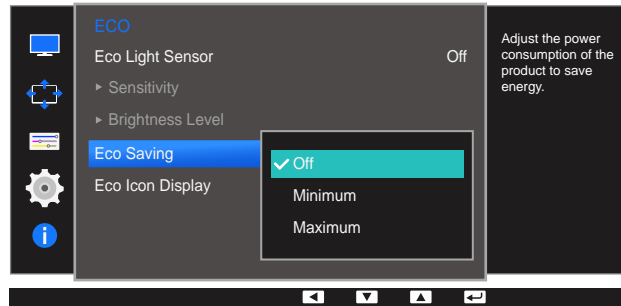 ECO
Eco Light Sensor Off
▸ Sensitivity
▸ Brightness Level
Eco Saving
Eco Icon Display
Off
Minimum
Maximum
Adjust the power
consumption of the
product to save
energy.